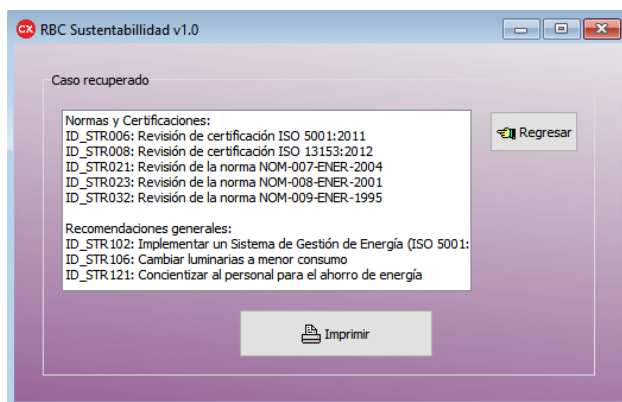 CX RBC Sustentabillidad v1.0
Caso recuperado
Normas y Certificaciones:
ID_STR006: Revisión de certificación ISO 5001:2011
ID_STR008: Revisión de certificación ISO 13153:2012
ID_STR021: Revisión de la norma NOM-007-ENER-2004
ID_STR023: Revisión de la norma NOM-008-ENER-2001
ID_STR032: Revisión de la norma NOM-009-ENER-1995
Recomendaciones generales:
ID_STR102: Implementar un Sistema de Gestión de Energía (ISO 5001:
ID_STR106: Cambiar luminarias a menor consumo
ID_STR121: Concientizar al personal para el ahorro de energía
Regresar
Imprimir